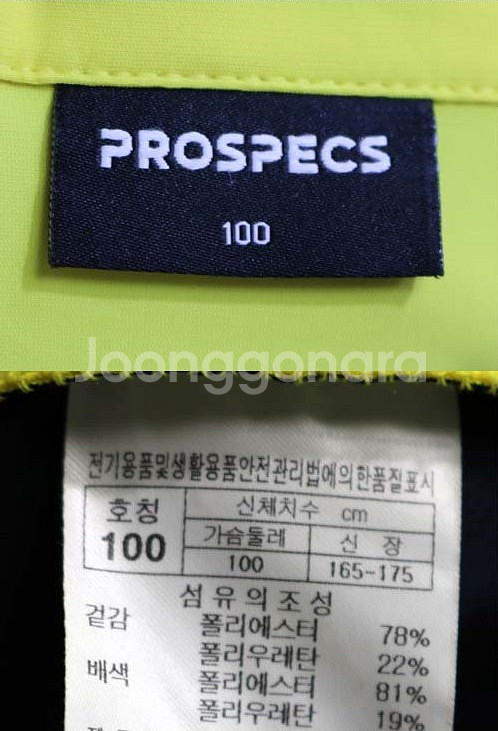 PROSPECS
100
Joonggonara
전기용품및생활용품안전관리법에의한품질표시
호칭 신체치수 cm
100 가슴둘레 신 장
100 165-175
섬유의조성
겉감 폴리에스터 78%
폴리우레탄 22%
배색 폴리에스터 81%
폴리우레탄 19%